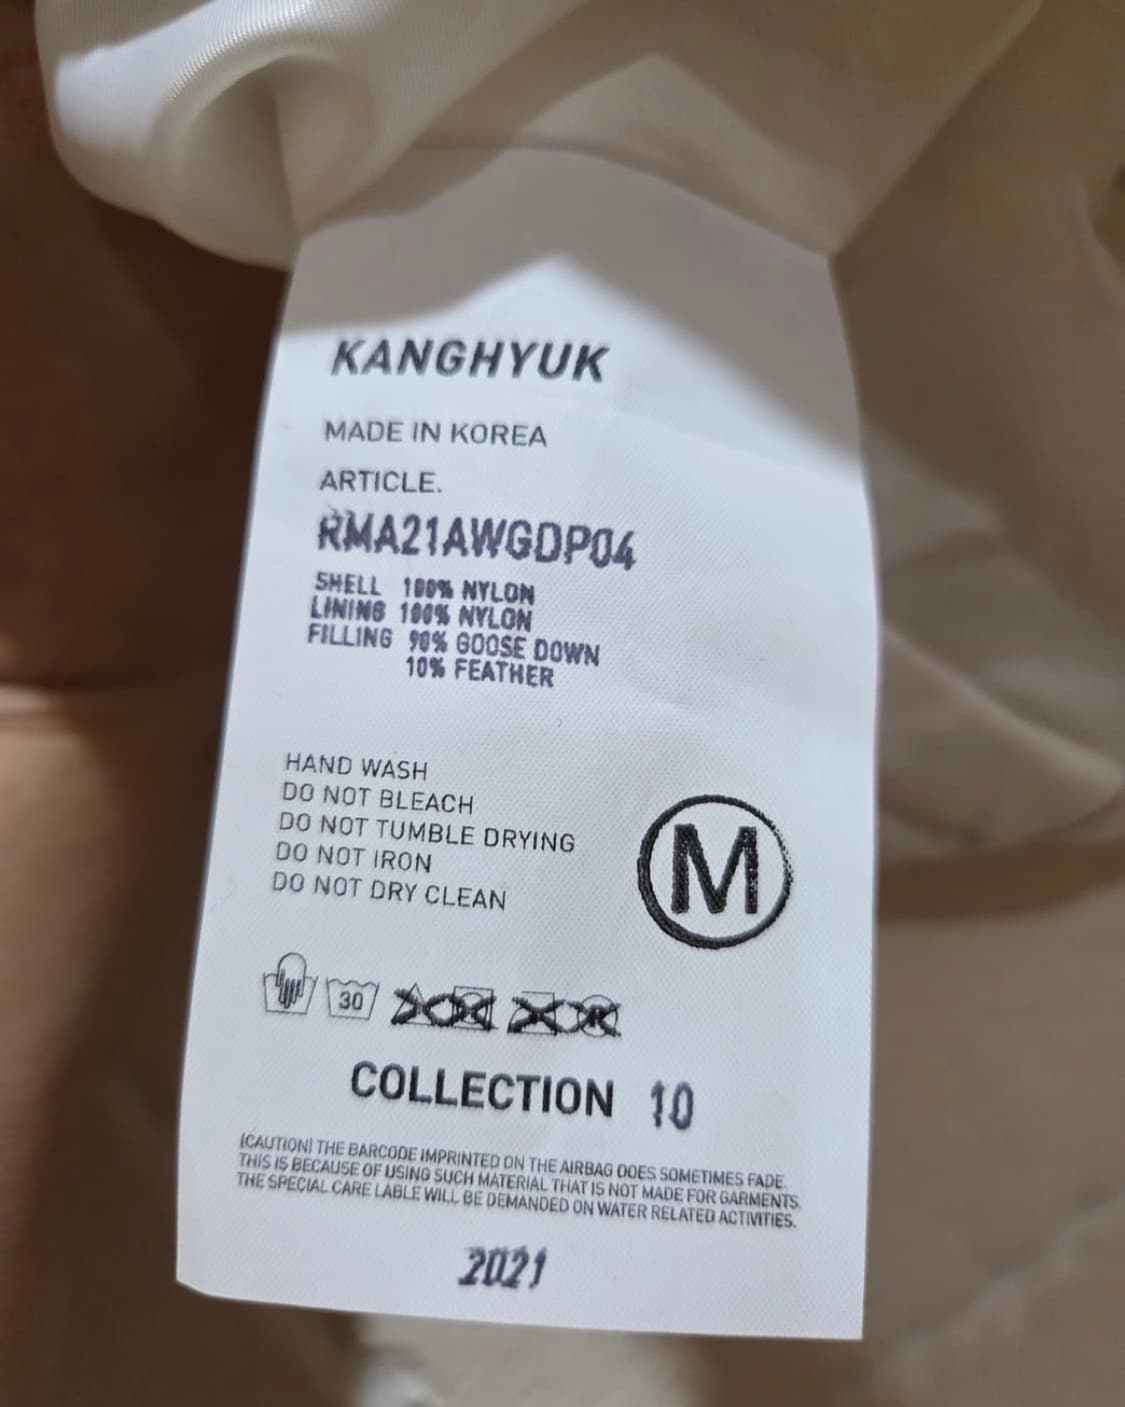 KANGHYUK
MADE IN KOREA
ARTICLE.
RMA21AWGDP04
SHELL 100% NYLON
LINING 100% NYLON
FILLING 90% GOOSE DOWN
10% FEATHER
HAND WASH
DO NOT BLEACH
DO NOT TUMBLE DRYING
DO NOT IRON
DO NOT DRY CLEAN
M
30
COLLECTION 10
(CAUTION) THE BARCODE IMPRINTED ON THE AIRBAG DOES SOMETIMES FADE.
THIS IS BECAUSE OF USING SUCH MATERIAL THAT IS NOT MADE FOR GARMENTS.
THE SPECIAL CARE LABLE WILL BE DEMANDED ON WATER RELATED ACTIVITIES.
2021